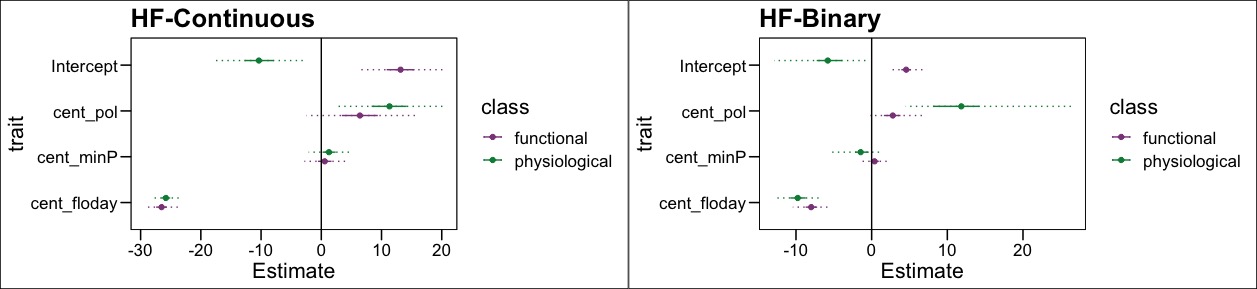 HF-Continuous
trait
Intercept
cent_pol
cent_minP
cent_floday
-30 -20 -10 0 10 20
Estimate
class
functional
physiological
HF-Binary
trait
Intercept
cent_pol
cent_minP
cent_floday
-10 0 10 20
Estimate
class
functional
physiological